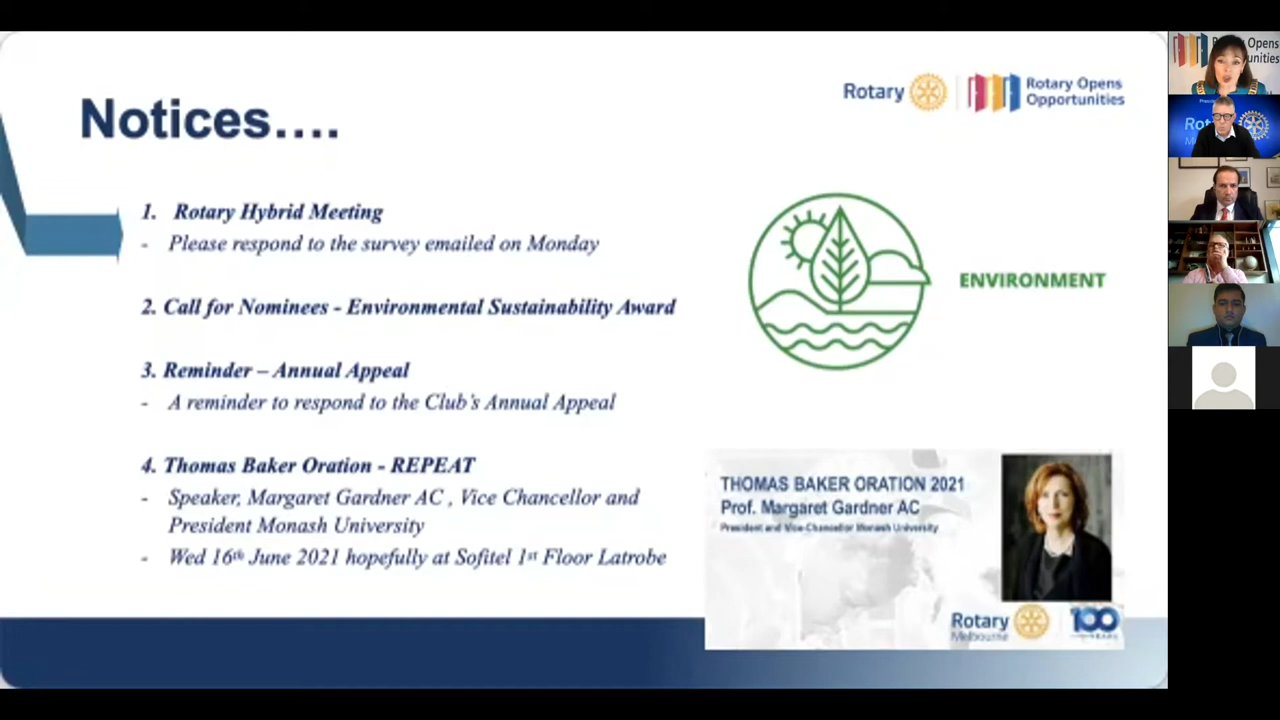 Notices....
Rotary
Rotary Opens
Opportunities
1. Rotary Hybrid Meeting
- Please respond to the survey emailed on Monday
2. Call for Nominees - Environmental Sustainability Award
3. Reminder – Annual Appeal
- A reminder to respond to the Club's Annual Appeal
4. Thomas Baker Oration - REPEAT
- Speaker, Margaret Gardner AC , Vice Chancellor and
President Monash University
- Wed 16th June 2021 hopefully at Sofitel 1st Floor Latrobe
ENVIRONMENT
THOMAS BAKER ORATION 2021
Prof. Margaret Gardner AC
President and Vice-Chancellor Monash University
Rotary
Melbourne
100
YEARS